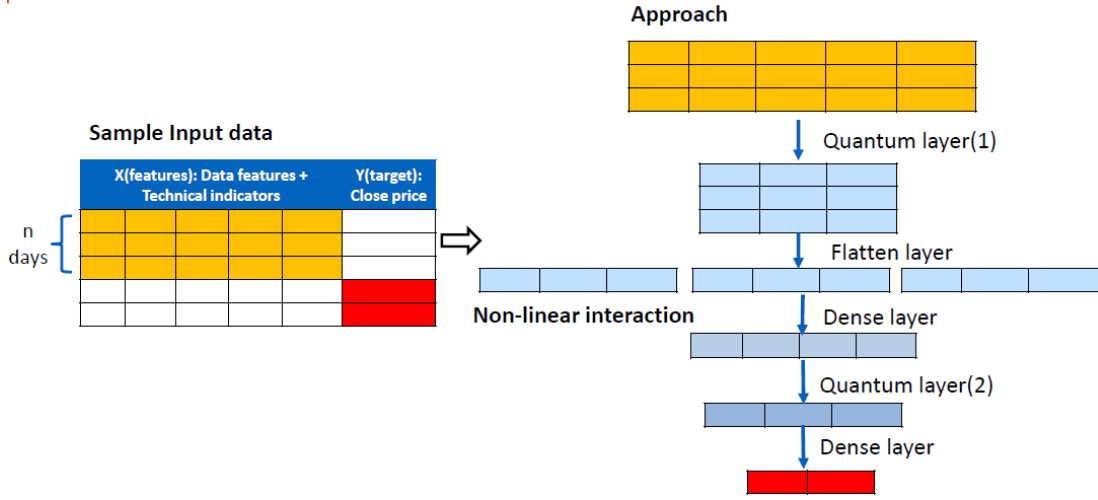 Approach
Sample Input data
X(features): Data features +
Technical indicators
Y(target):
Close price
n
days
Quantum layer(1)
Flatten layer
Non-linear interaction
Dense layer
Quantum layer(2)
Dense layer